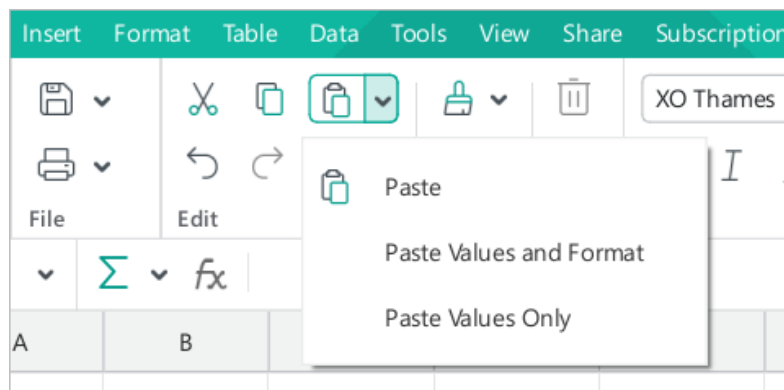 Insert Format Table Data Tools View Share Subscription
XO Thames
Paste
File Edit
Paste Values and Format
fx
Paste Values Only
A B